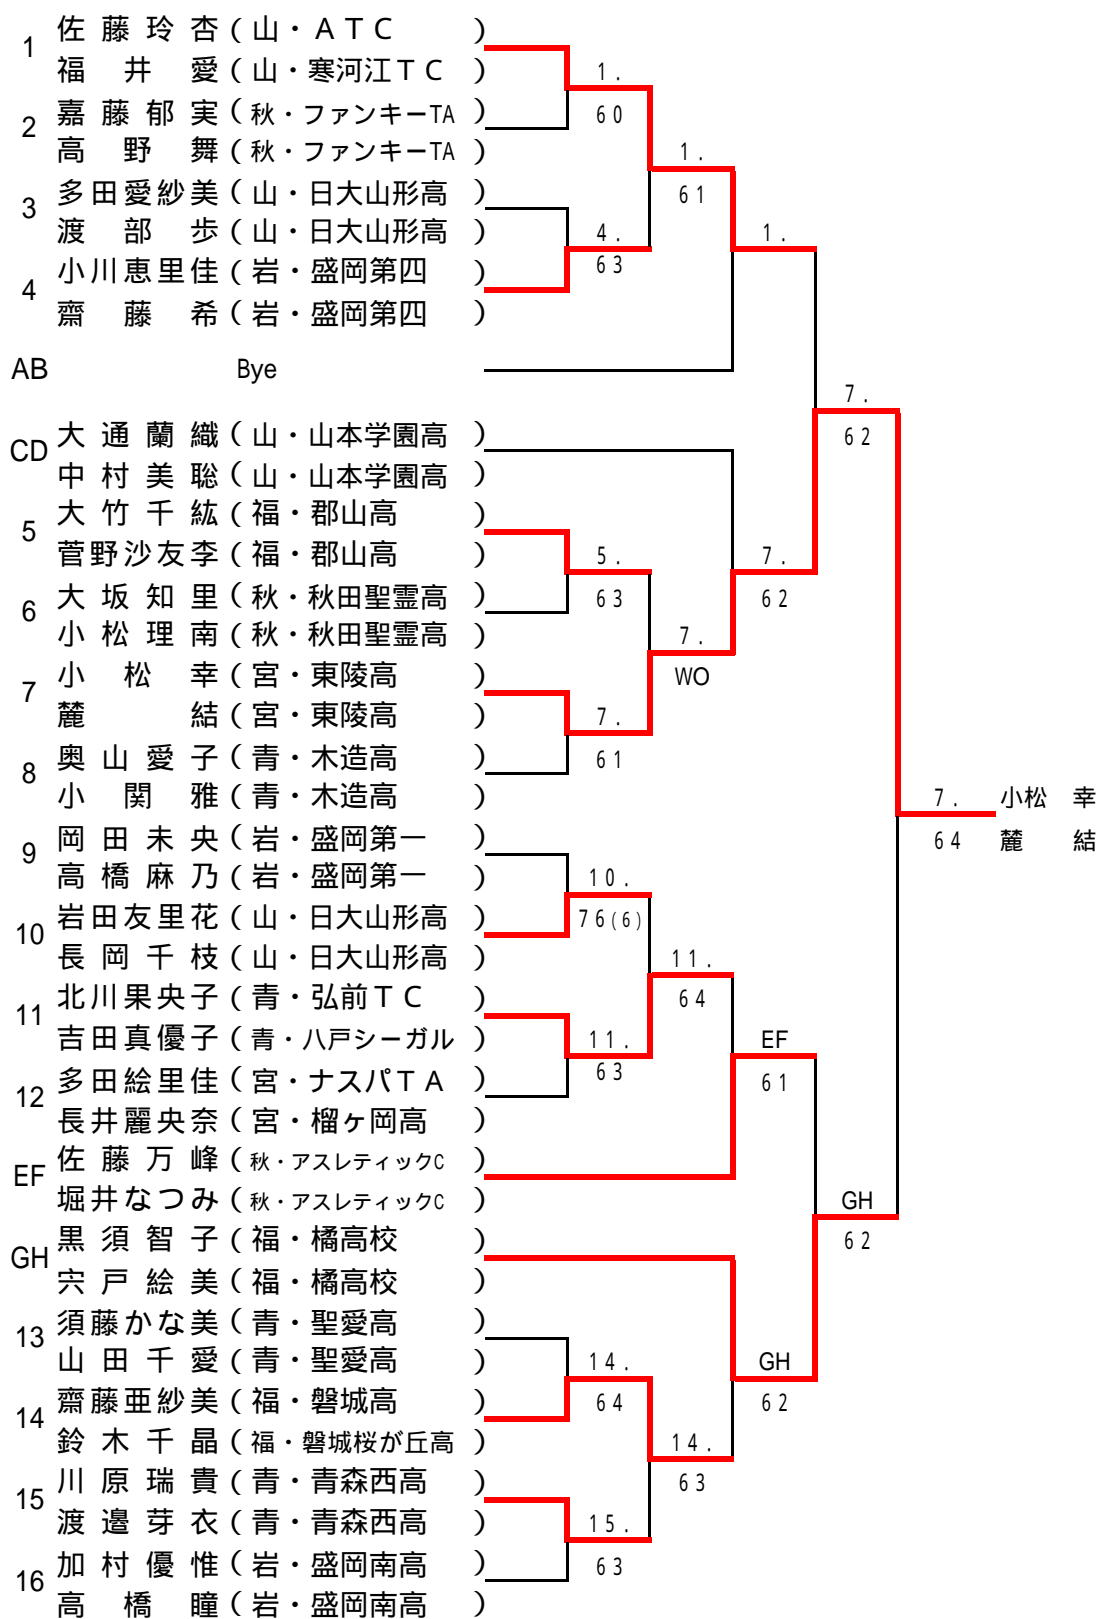 1 佐藤玲杏(山・ATC)
福井愛(山・寒河江TC)
2 嘉藤郁実(秋・ファンキーTA)
高野舞(秋・ファンキーTA)
3 多田愛紗美(山・日大山形高)
渡部歩(山・日大山形高)
4 小川恵里佳(岩・盛岡第四)
齋藤希(岩・盛岡第四)
AB Bye
CD 大通蘭織(山・山本学園高)
中村美聡(山・山本学園高)
5 大竹千紘(福・郡山高)
菅野沙友李(福・郡山高)
6 大坂知里(秋・秋田聖霊高)
小松理南(秋・秋田聖霊高)
7 小松幸(宮・東陵高)
麓結(宮・東陵高)
8 奥山愛子(青・木造高)
小関雅(青・木造高)
9 岡田未央(岩・盛岡第一)
高橋麻乃(岩・盛岡第一)
10 岩田友里花(山・日大山形高)
長岡千枝(山・日大山形高)
11 北川果央子(青・弘前TC)
吉田真優子(青・八戸シーガル)
12 多田絵里佳(宮・ナスパTA)
長井麗央奈(宮・榴ヶ岡高)
EF 佐藤万峰(秋・アスレティックC)
堀井なつみ(秋・アスレティックC)
GH 黒須智子(福・橘高校)
宍戸絵美(福・橘高校)
13 須藤かな美(青・聖愛高)
山田千愛(青・聖愛高)
14 齋藤亜紗美(福・磐城高)
鈴木千晶(福・磐城桜が丘高)
15 川原瑞貴(青・青森西高)
渡邉芽衣(青・青森西高)
16 加村優惟(岩・盛岡南高)
高橋瞳(岩・盛岡南高)
1.
60
4.
63
5.
63
7.
61
10.
76(6)
11.
63
14.
64
15.
63
1.
61
7.
WO
11.
64
14.
63
1.
7.
62
EF
61
GH
62
7.
62
GH
62
7.
64
小松 幸
麓 結